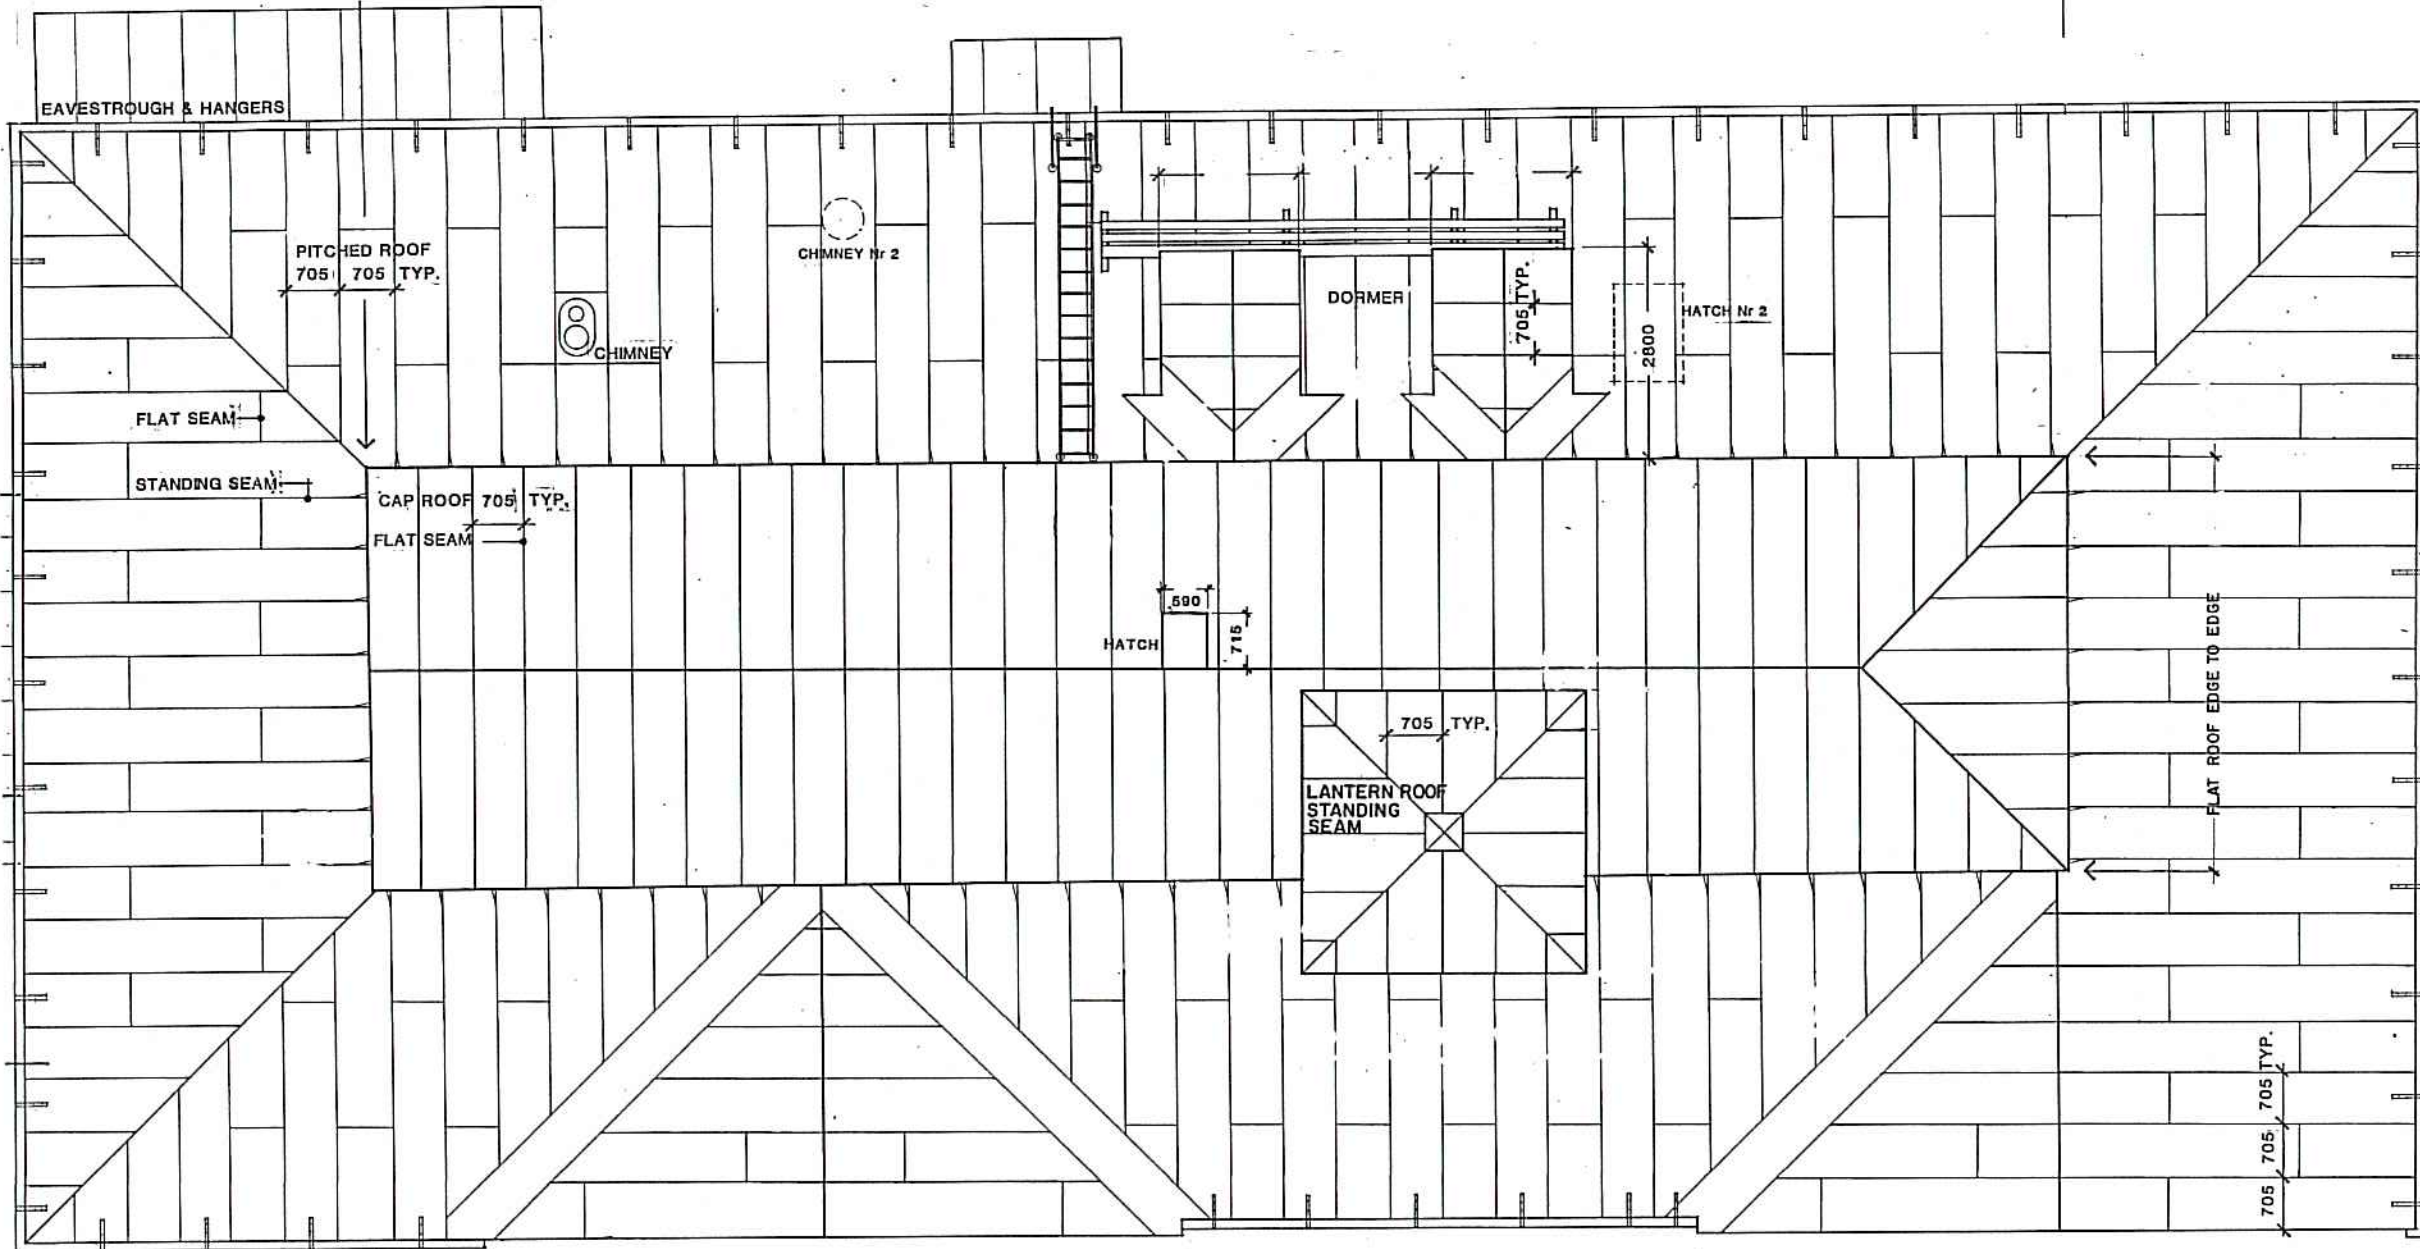 EAVESTROUGH & HANGERS
PITCHED ROOF
705 705 TYP.
CHIMNEY Nr 2
CHIMNEY
DORMER
705 TYP.
2800
HATCH Nr 2
FLAT SEAM
STANDING SEAM
CAP ROOF 705 TYP.
FLAT SEAM
590
HATCH
715
705 TYP.
LANTERN ROOF
STANDING
SEAM
FLAT ROOF EDGE TO EDGE
705 TYP.
705
705